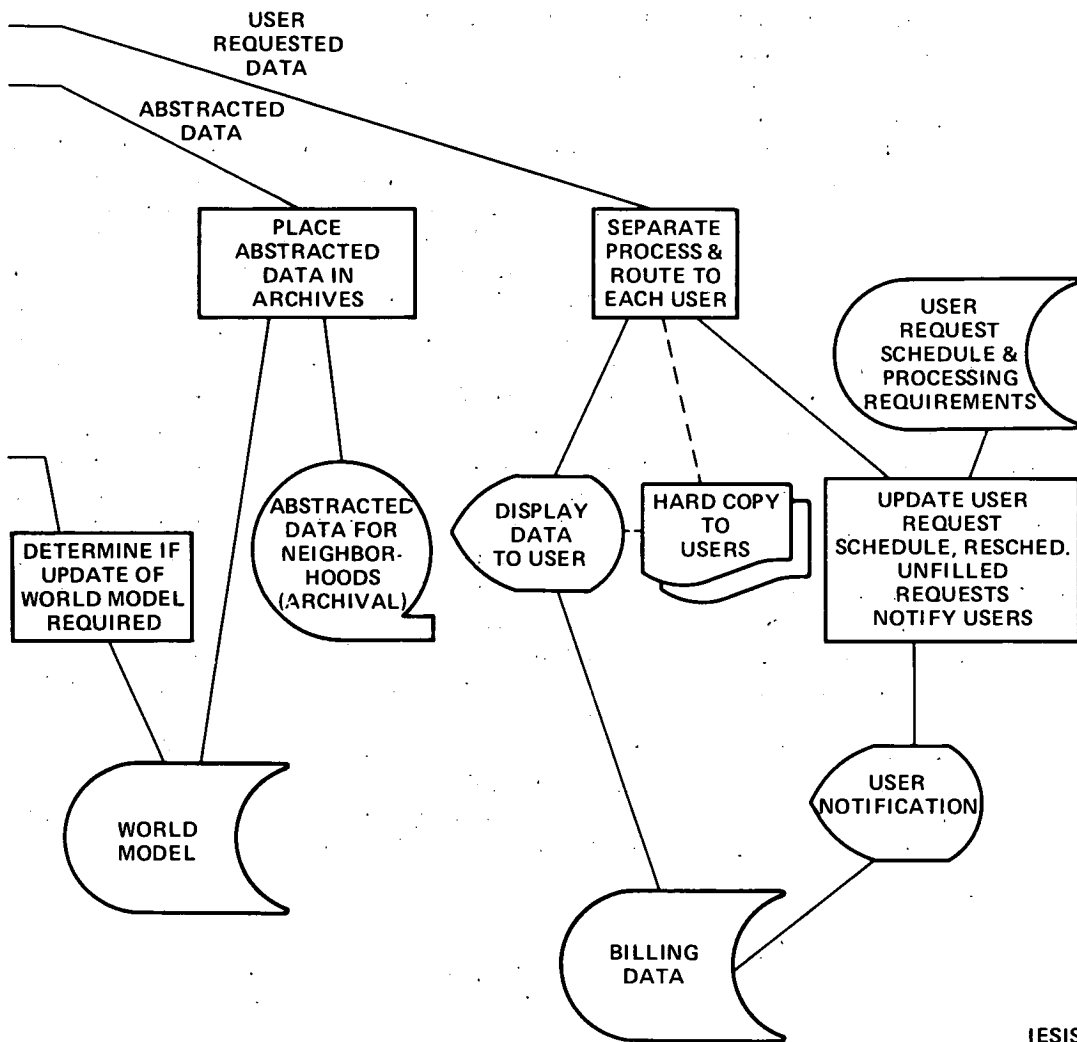 USER
REQUESTED
DATA
ABSTRACTED
DATA
PLACE
ABSTRACTED
DATA IN
ARCHIVES
SEPARATE
PROCESS &
ROUTE TO
EACH USER
USER
REQUEST
SCHEDULE &
PROCESSING
REQUIREMENTS
DETERMINE IF
UPDATE OF
WORLD MODEL
REQUIRED
ABSTRACTED
DATA FOR
NEIGHBOR-
HOODS
(ARCHIVAL)
DISPLAY
DATA
TO USER
HARD COPY
TO
USERS
UPDATE USER
REQUEST
SCHEDULE, RESCHED.
UNFILLED
REQUESTS
NOTIFY USERS
WORLD
MODEL
USER
NOTIFICATION
BILLING
DATA
IESIS